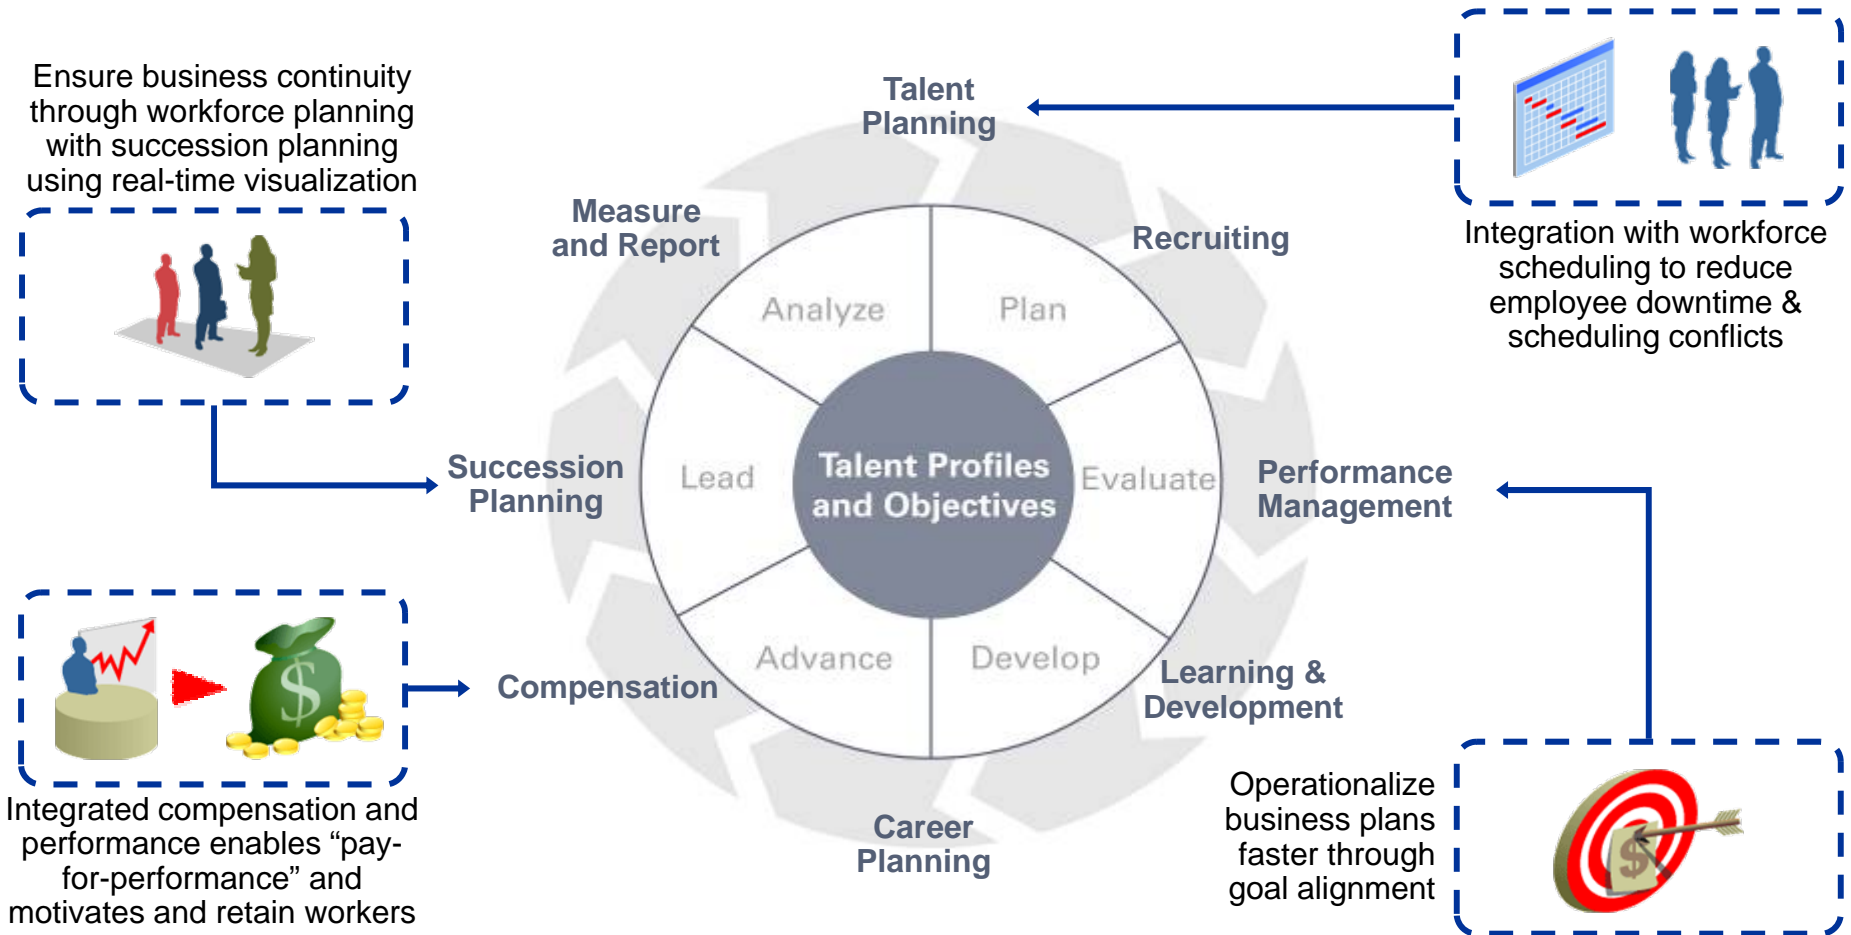 Ensure business continuity
through workforce planning
with succession planning
using real-time visualization
Talent
Planning
Integration with workforce
scheduling to reduce
employee downtime &
scheduling conflicts
Measure
and Report
Recruiting
Analyze
Plan
Succession
Planning
Lead
Talent Profiles
and Objectives
Evaluate
Performance
Management
Compensation
Advance
Develop
Learning &
Development
$
Integrated compensation and
performance enables “pay-
for-performance” and
motivates and retain workers
Career
Planning
Operationalize
business plans
faster through
goal alignment
$